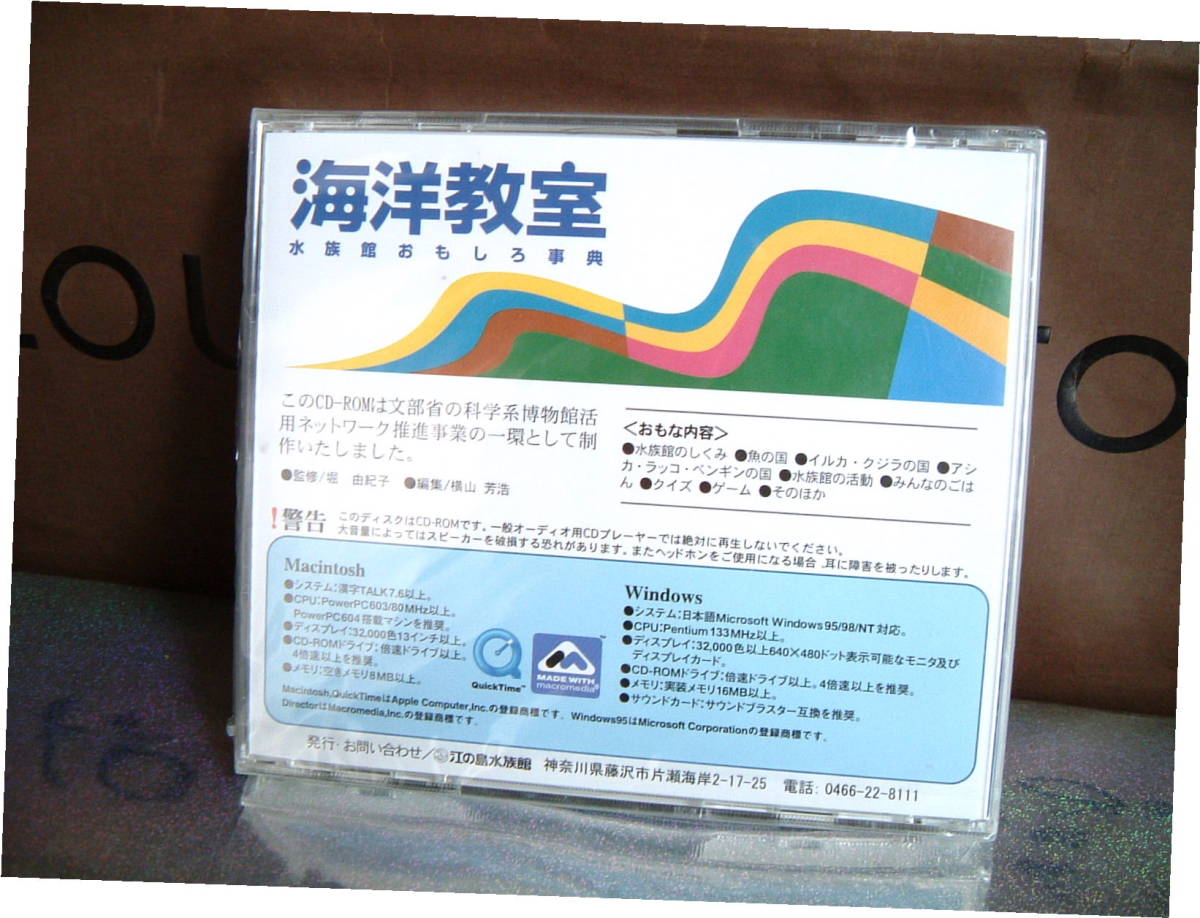 海洋教室
水族館おもしろ事典
このCD-ROMは文部省の科学系博物館活
用ネットワーク推進事業の一環として制
作いたしました。
●監修/堀　由紀子　●編集/横山　芳浩
<おもな内容>
●水族館のしくみ ●魚の国 ●イルカ・クジラの国 ●アシ
カ・ラッコ・ペンギンの国 ●水族館の活動 ●みんなのごは
ん ●クイズ ●ゲーム ●そのほか
!警告
このディスクはCD-ROMです。一般オーディオ用CDプレーヤーでは絶対に再生しないでください。
大音量によってはスピーカーを破損する恐れがあります。またヘッドホンをご使用になる場合、耳に障害を被ったりします。
Macintosh
●システム:漢字TALK7.6以上。
●CPU:PowerPC603/80MHz以上。
PowerPC604搭載マシンを推奨。
●ディスプレイ:32,000色13インチ以上。
●CD-ROMドライブ:倍速ドライブ以上。
4倍速以上を推奨。
●メモリ:空きメモリ8MB以上。
QuickTime™
MADE WITH
macromedia®
Windows
●システム:日本語Microsoft Windows95/98/NT対応。
●CPU:Pentium133MHz以上。
●ディスプレイ:32,000色以上640×480ドット表示可能なモニタ及び
ディスプレイカード。
●CD-ROMドライブ:倍速ドライブ以上。4倍速以上を推奨。
●メモリ:実装メモリ16MB以上。
●サウンドカード:サウンドブラスター互換を推奨。
Macintosh,QuickTimeはApple Computer,Inc.の登録商標です。Windows95はMicrosoft Corporationの登録商標です。
DirectorはMacromedia,Inc.の登録商標です。
発行・お問い合わせ/江の島水族館　神奈川県藤沢市片瀬海岸2-17-25　電話: 0466-22-8111